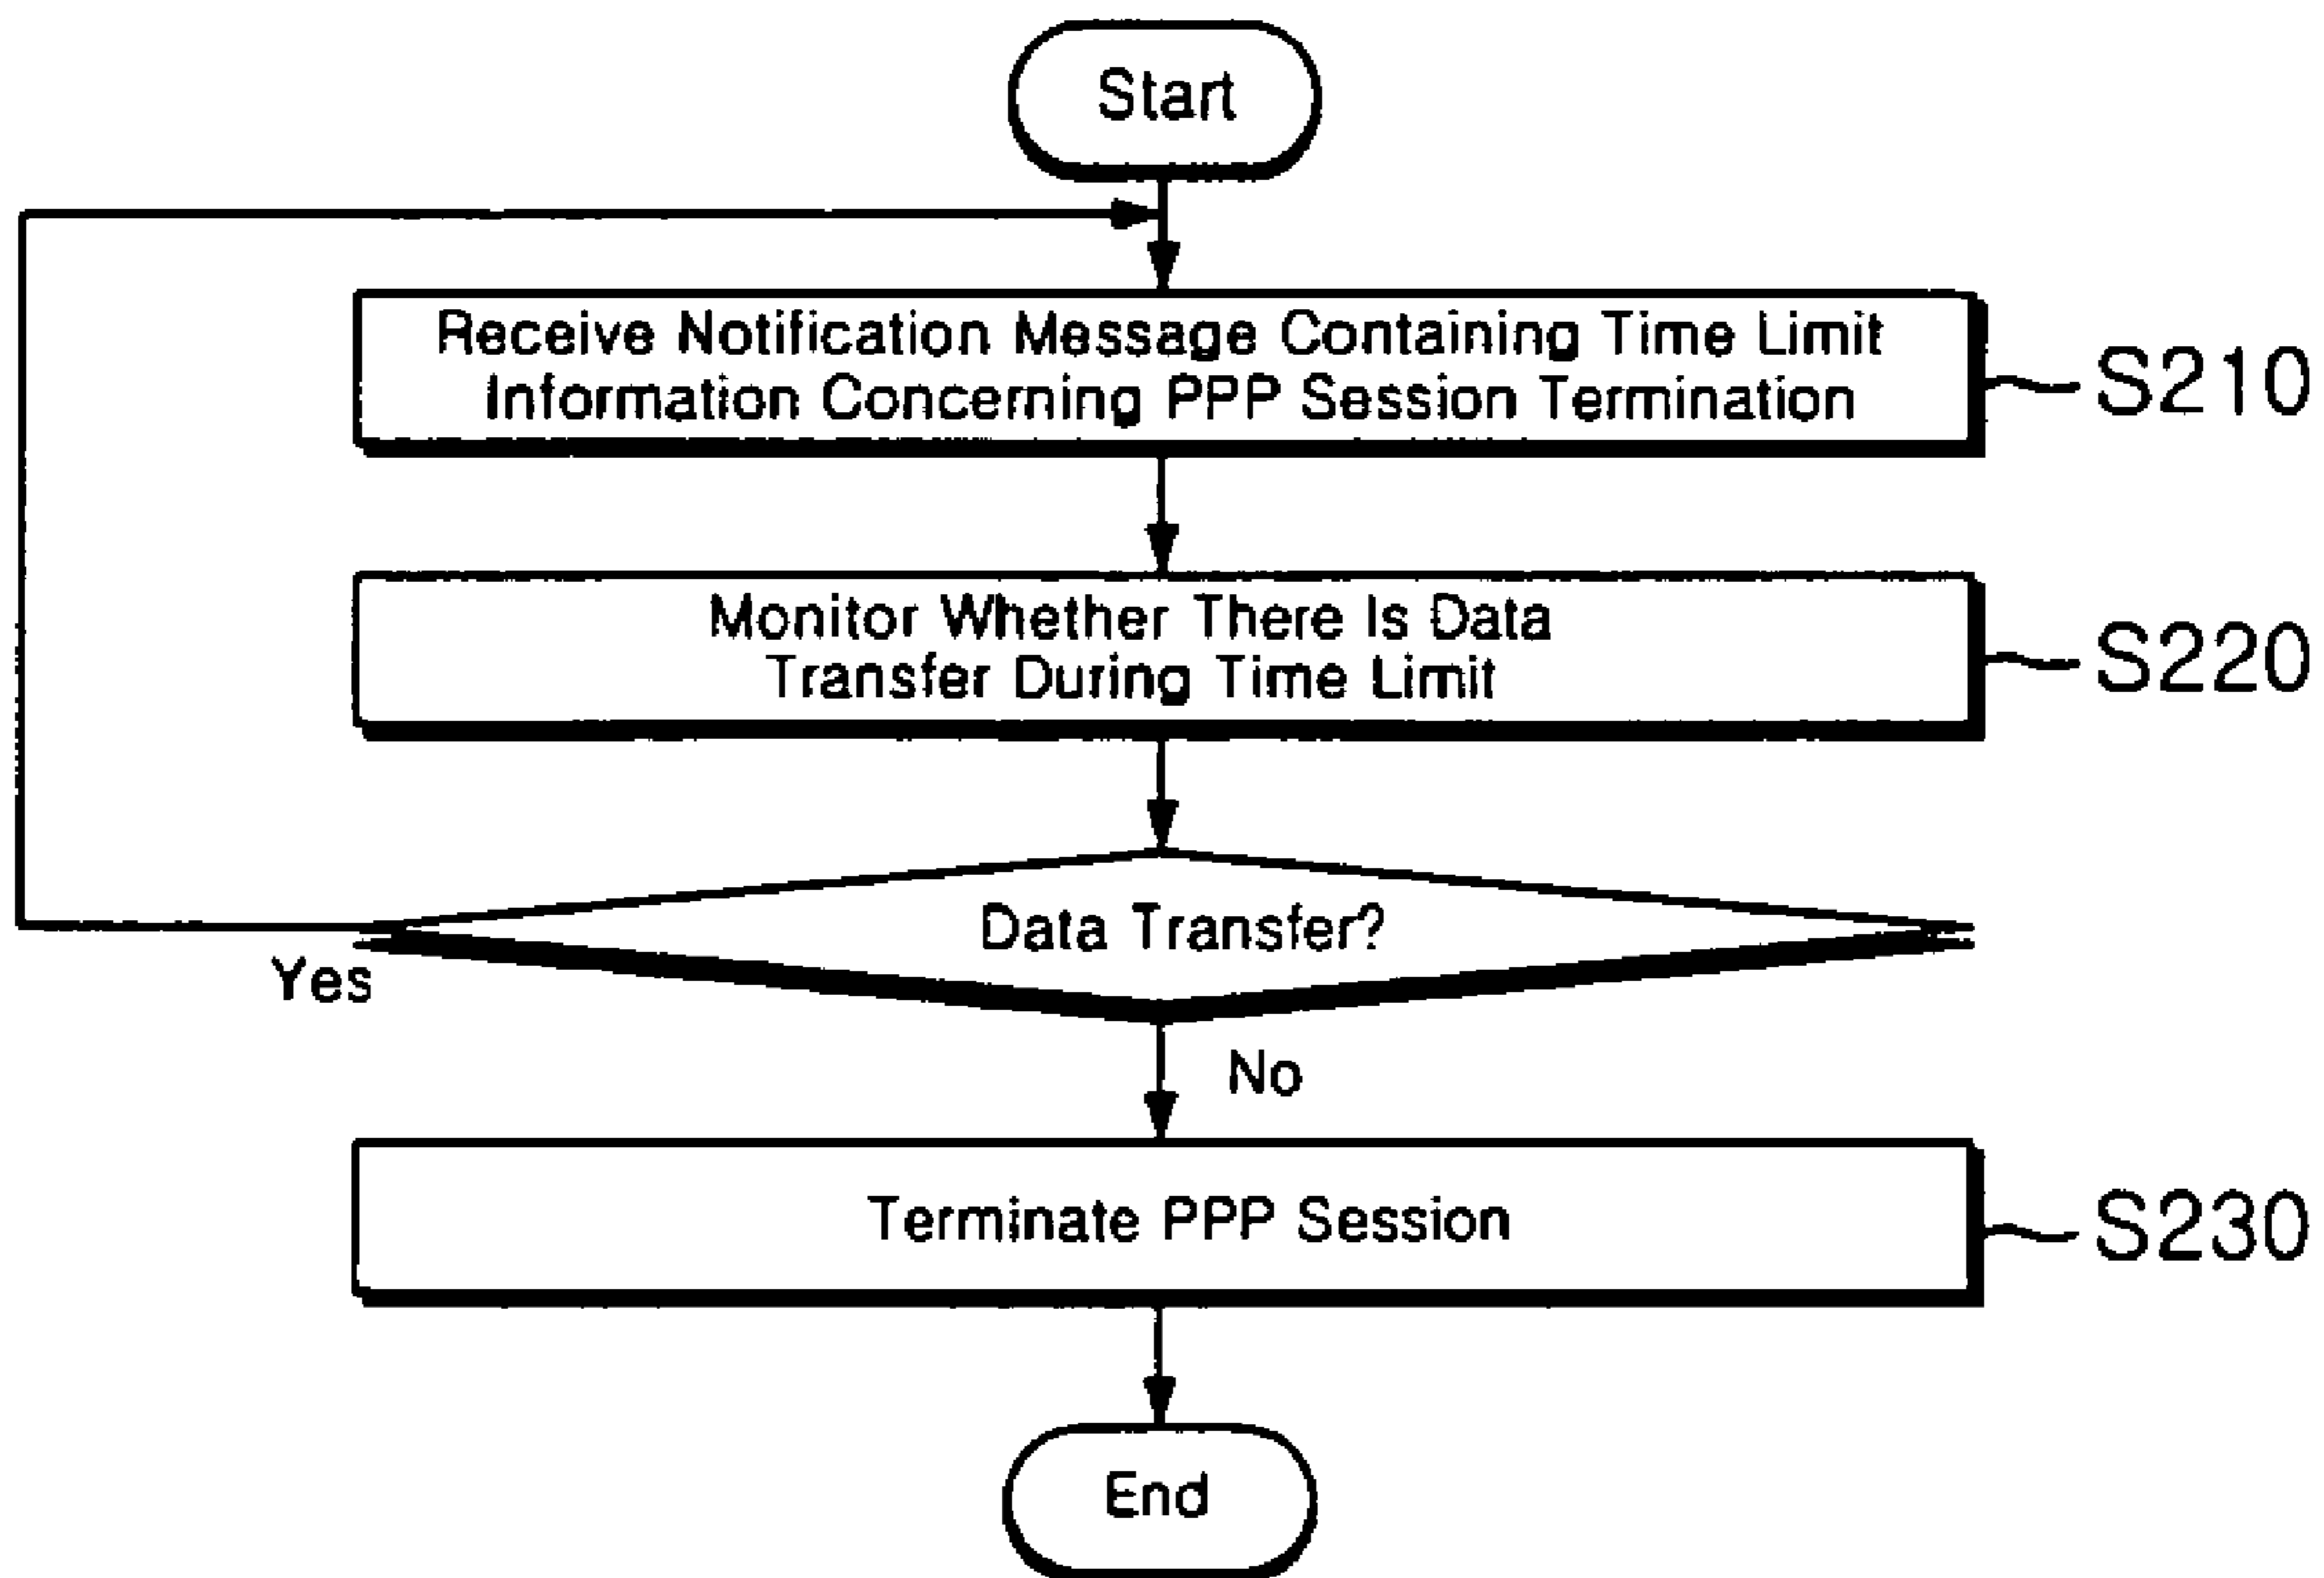 Start
Receive Notification Message Containing Time Limit
Information Concerning PPP Session Termination
S210
Monitor Whether There Is Data
Transfer During Time Limit
S220
Data Transfer?
Yes
No
Terminate PPP Session
S230
End